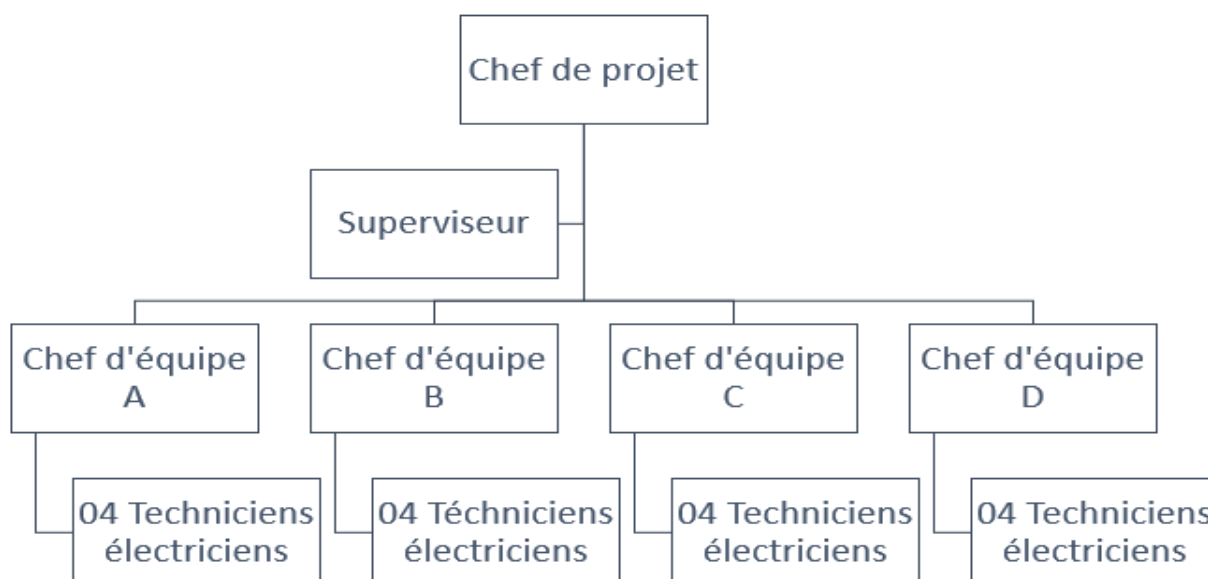 Chef de projet
Superviseur
Chef d'équipe
A
Chef d'équipe
B
Chef d'équipe
C
Chef d'équipe
D
04 Techniciens
électriciens
04 Téchniciens
électriciens
04 Techniciens
électriciens
04 Techniciens
électriciens